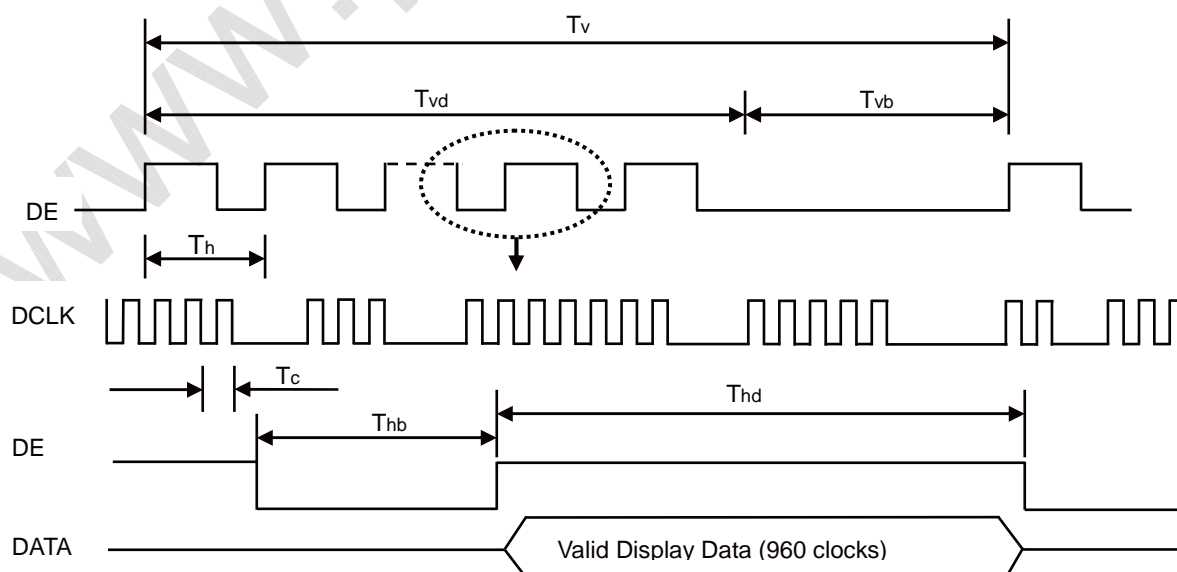 Tv
Tvd
Tvb
DE
Th
DCLK
Tc
Thd
Thb
DE
DATA
Valid Display Data (960 clocks)